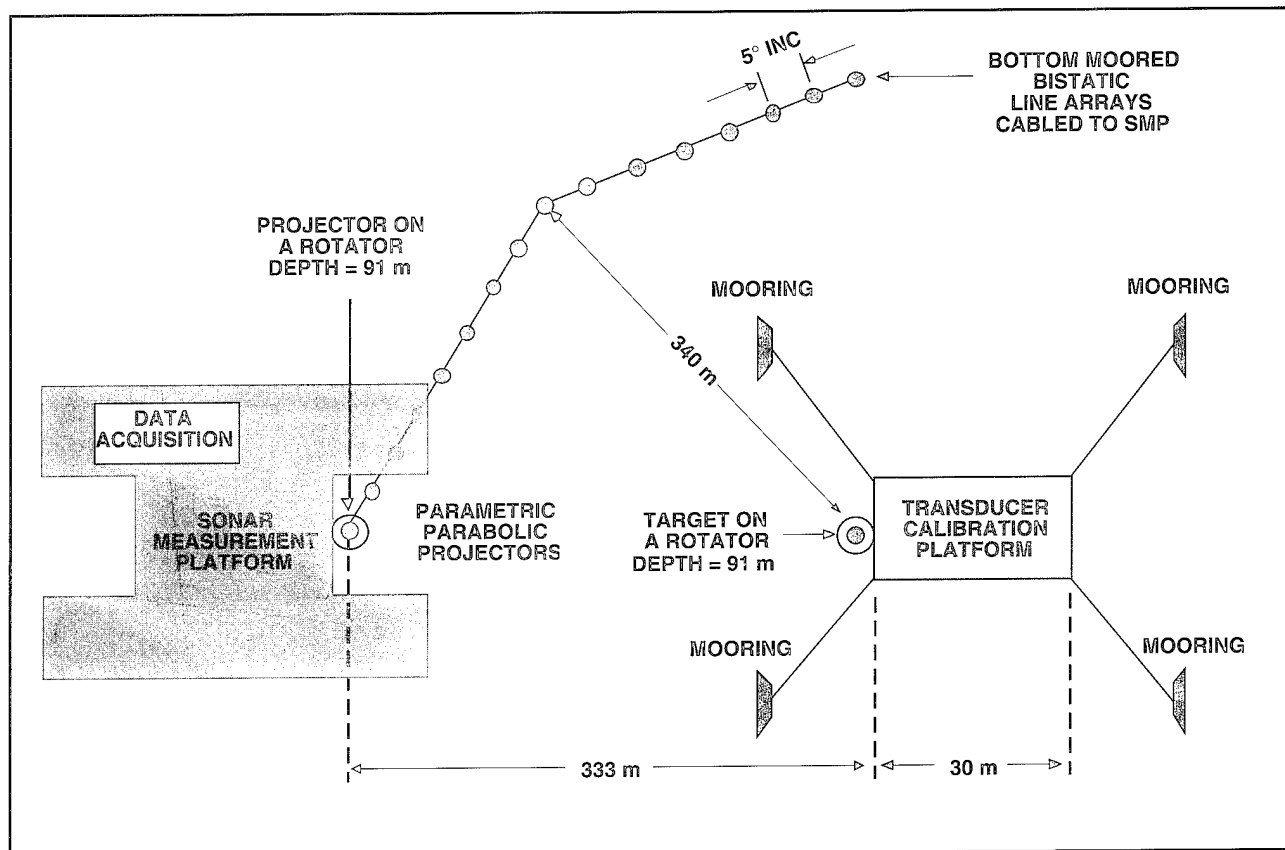 5° INC
BOTTOM MOORED
BISTATIC
LINE ARRAYS
CABLED TO SMP
PROJECTOR ON
A ROTATOR
DEPTH = 91 m
MOORING
MOORING
340 m
DATA
ACQUISITION
SONAR
MEASUREMENT
PLATFORM
PARAMETRIC
PARABOLIC
PROJECTORS
TARGET ON
A ROTATOR
DEPTH = 91 m
TRANSDUCER
CALIBRATION
PLATFORM
MOORING
MOORING
333 m
30 m